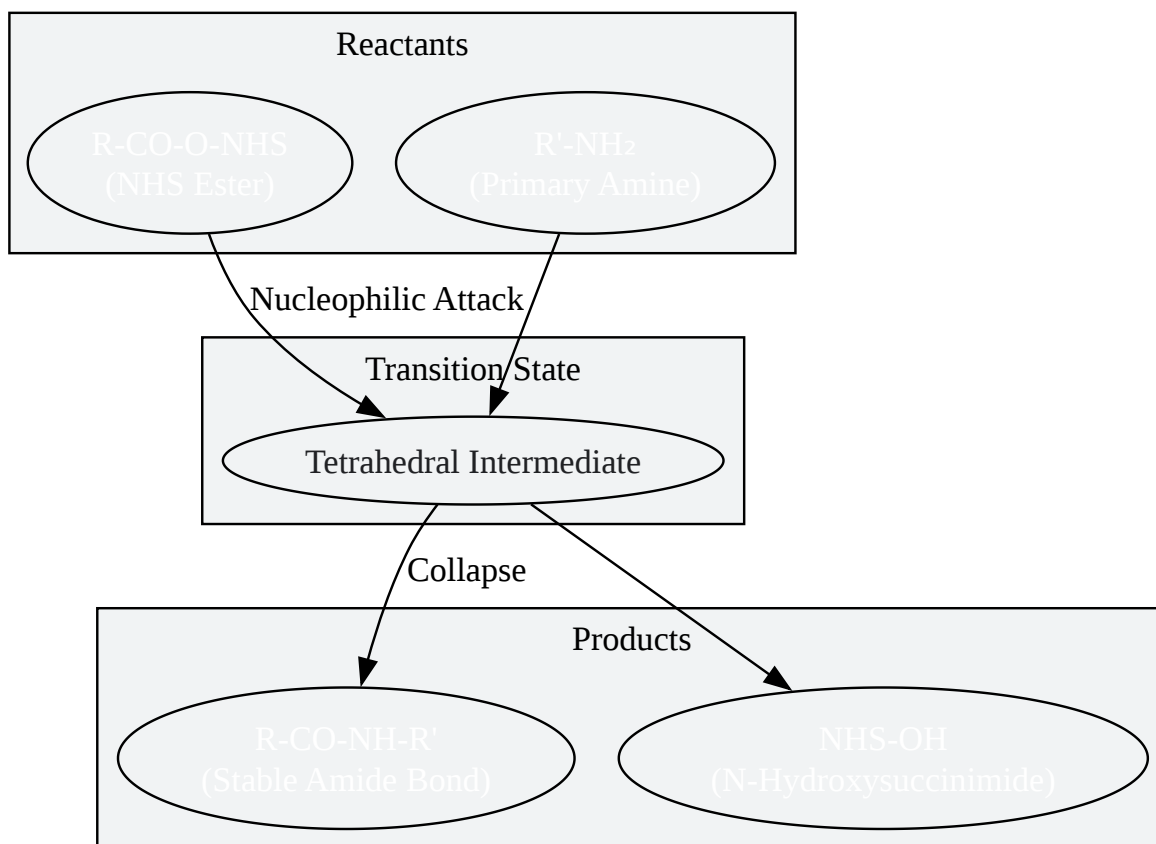 Reactants
R-CO-O-NHS
(NHS Ester)
R'-NH₂
(Primary Amine)
Nucleophilic Attack
Transition State
Tetrahedral Intermediate
Collapse
Products
R-CO-NH-R'
(Stable Amide Bond)
NHS-OH
(N-Hydroxysuccinimide)